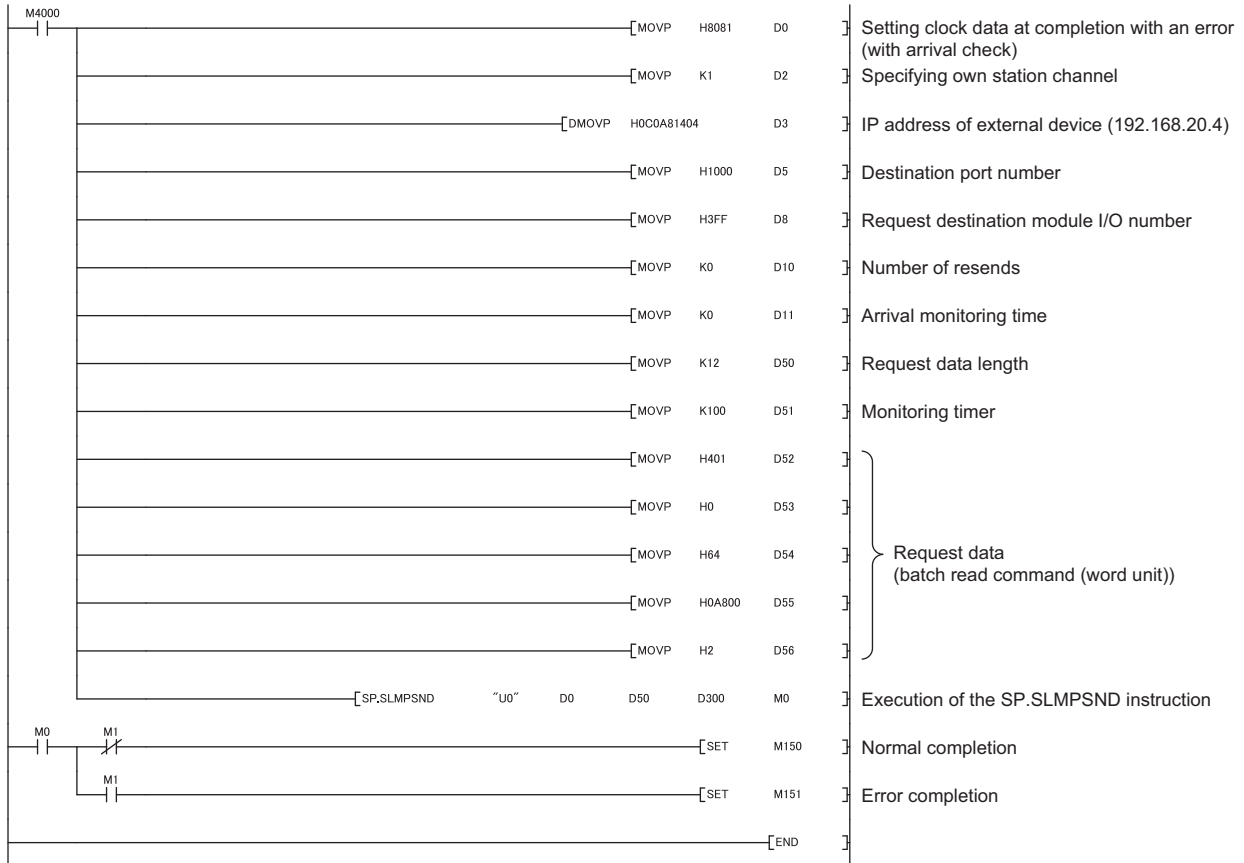 M4000
MOVP H8081 D0 Setting clock data at completion with an error
(with arrival check)
MOVP K1 D2 Specifying own station channel
DMOVP H0C0A81404 D3 IP address of external device (192.168.20.4)
MOVP H1000 D5 Destination port number
MOVP H3FF D8 Request destination module I/O number
MOVP K0 D10 Number of resends
MOVP K0 D11 Arrival monitoring time
MOVP K12 D50 Request data length
MOVP K100 D51 Monitoring timer
MOVP H401 D52
MOVP H0 D53
MOVP H64 D54 Request data
(batch read command (word unit))
MOVP H0A800 D55
MOVP H2 D56
SP.SLMPSND "U0" D0 D50 D300 M0 Execution of the SP.SLMPSND instruction
M0 M1
SET M150 Normal completion
M1
SET M151 Error completion
END